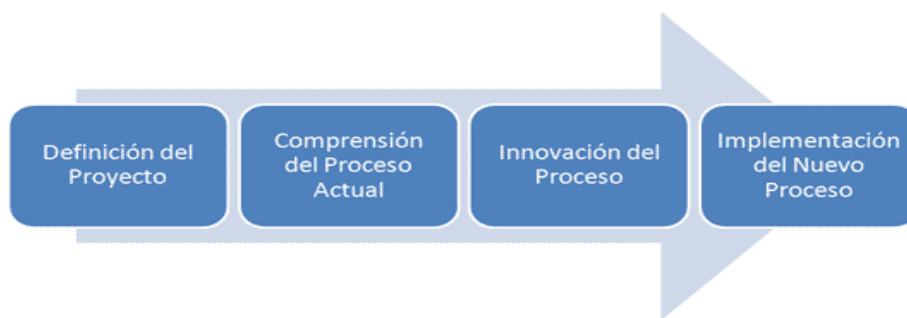 Definición del
Proyecto
Comprensión
del Proceso
Actual
Innovación del
Proceso
Implementación
del Nuevo
Proceso